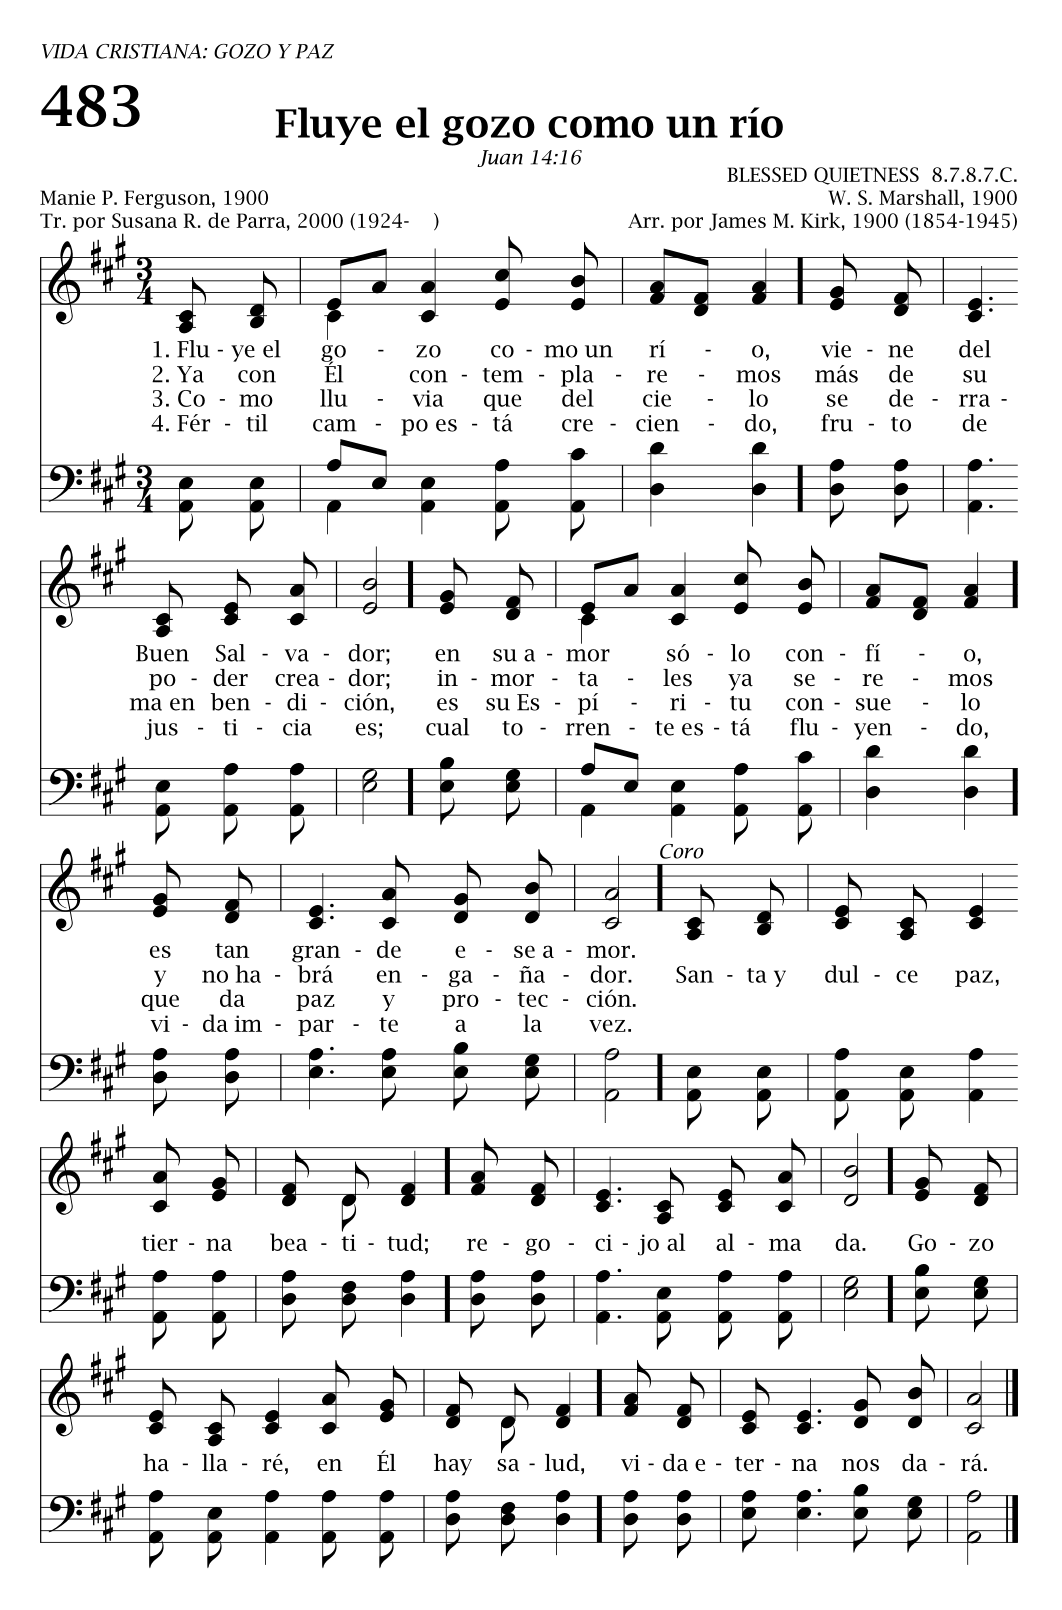 VIDA CRISTIANA: GOZO Y PAZ
483
Fluye el gozo como un río
Juan 14:16
BLESSED QUIETNESS 8.7.8.7.C.
Manie P. Ferguson, 1900
W. S. Marshall, 1900
Tr. por Susana R. de Parra, 2000 (1924- )
Arr. por James M. Kirk, 1900 (1854-1945)
3 4
1. Flu - ye el go - zo co - mo un rí - o, vie - ne del
2. Ya con Él con - tem - pla - re - mos más de su
3. Co - mo llu - via que del cie - lo se de - rra -
4. Fér - til cam - po es - tá cre - cien - do, fru - to de
3 4
Buen Sal - va - dor; en su a - mor só - lo con - fí - o,
po - der crea - dor; in - mor - ta - les ya se - re - mos
ma en ben - di - ción, es su Es - pí - ri - tu con - sue - lo
jus - ti - cia es; cual to - rren - te es - tá flu - yen - do,
Coro
es tan gran - de e - se a - mor.
y no ha - brá en - ga - ña - dor. San - ta y dul - ce paz,
que da paz y pro - tec - ción.
vi - da im - par - te a la vez.
tier - na bea - ti - tud; re - go - ci - jo al al - ma da. Go - zo
ha - lla - ré, en Él hay sa - lud, vi - da e - ter - na nos da - rá.